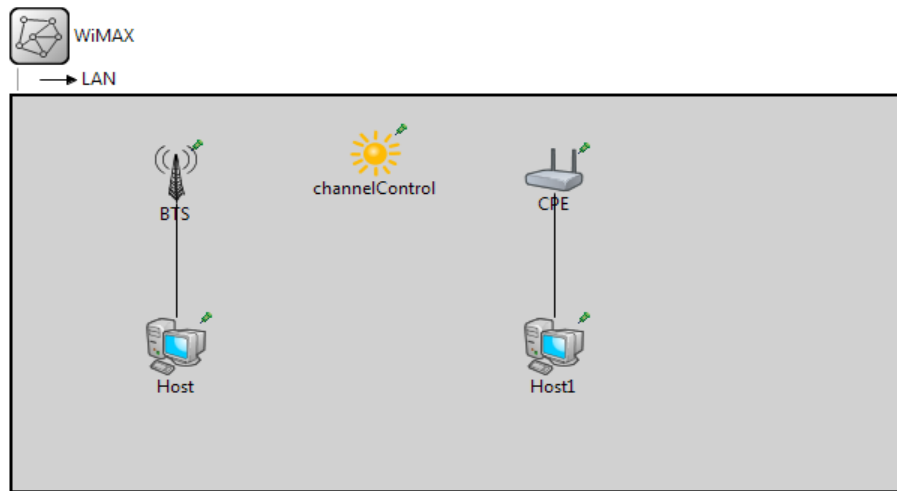 WiMAX
LAN
channelControl
BTS
CPE
Host
Host1